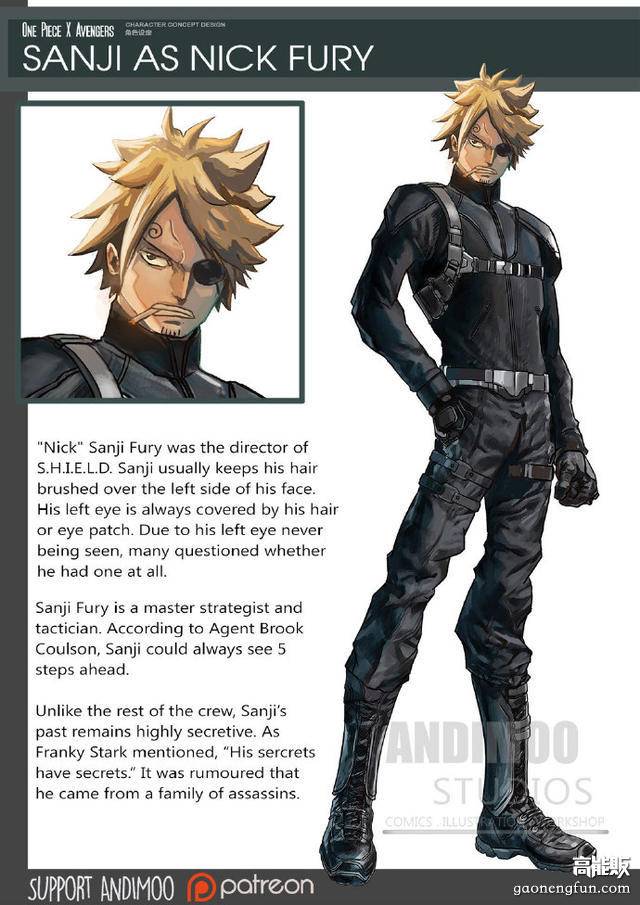 ONE PIECE X AVENGERS
CHARACTER CONCEPT DESIGN
角色设定
SANJI AS NICK FURY
"Nick" Sanji Fury was the director of
S.H.I.E.L.D. Sanji usually keeps his hair
brushed over the left side of his face.
His left eye is always covered by his hair
or eye patch. Due to his left eye never
being seen, many questioned whether
he had one at all.
Sanji Fury is a master strategist and
tactician. According to Agent Brook
Coulson, Sanji could always see 5
steps ahead.
Unlike the rest of the crew, Sanji's
past remains highly secretive. As
Franky Stark mentioned, "His sercrets
have secrets." It was rumoured that
he came from a family of assassins.
ANDIMOO
STUDIOS
COMICS . ILLUSTRATION . WORKSHOP
SUPPORT ANDIMOO patreon
高能贩
gaonengfun.com